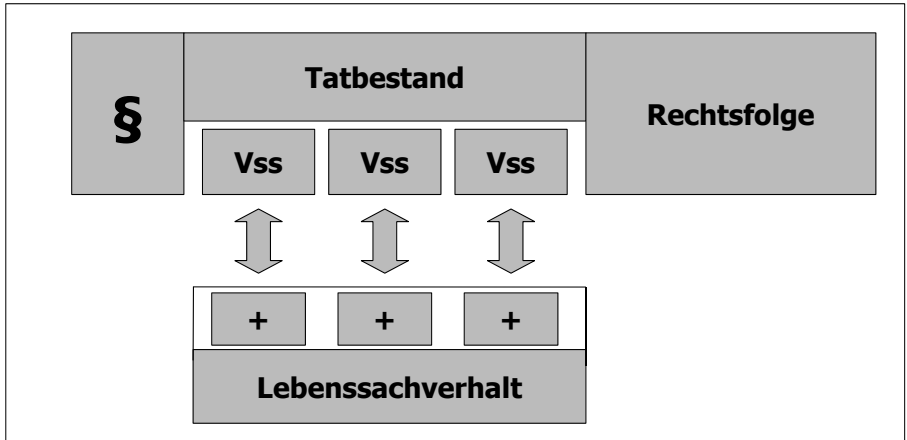 §
Tatbestand
Rechtsfolge
Vss Vss Vss
+ + +
Lebenssachverhalt